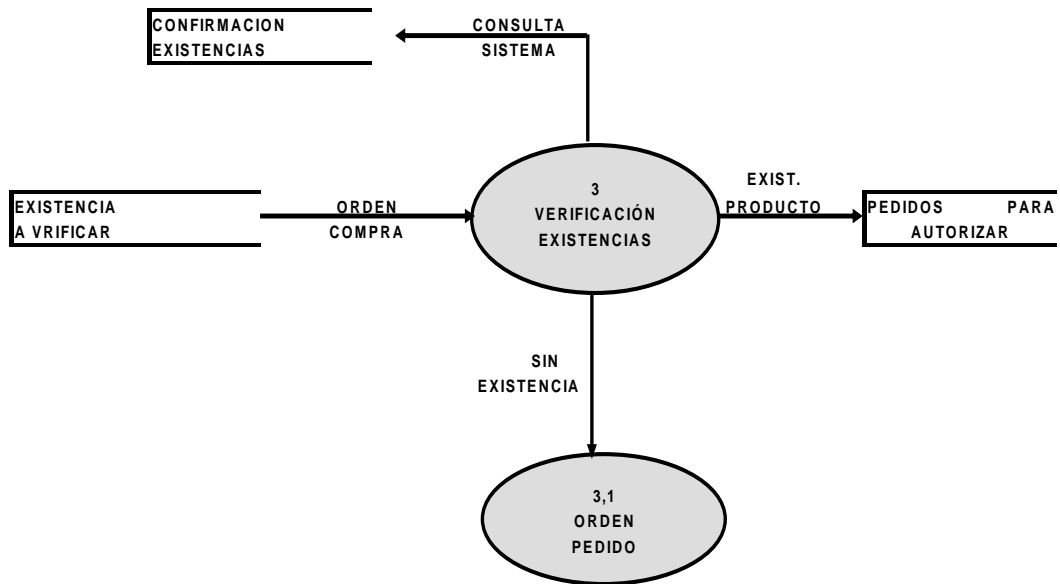 CONFIRMACION
EXISTENCIAS
CONSULTA
SISTEMA
EXISTENCIA
A VRIFICAR
ORDEN
COMPRA
3
VERIFICACIÓN
EXISTENCIAS
EXIST.
PRODUCTO
PEDIDOS PARA
AUTORIZAR
SIN
EXISTENCIA
3,1
ORDEN
PEDIDO